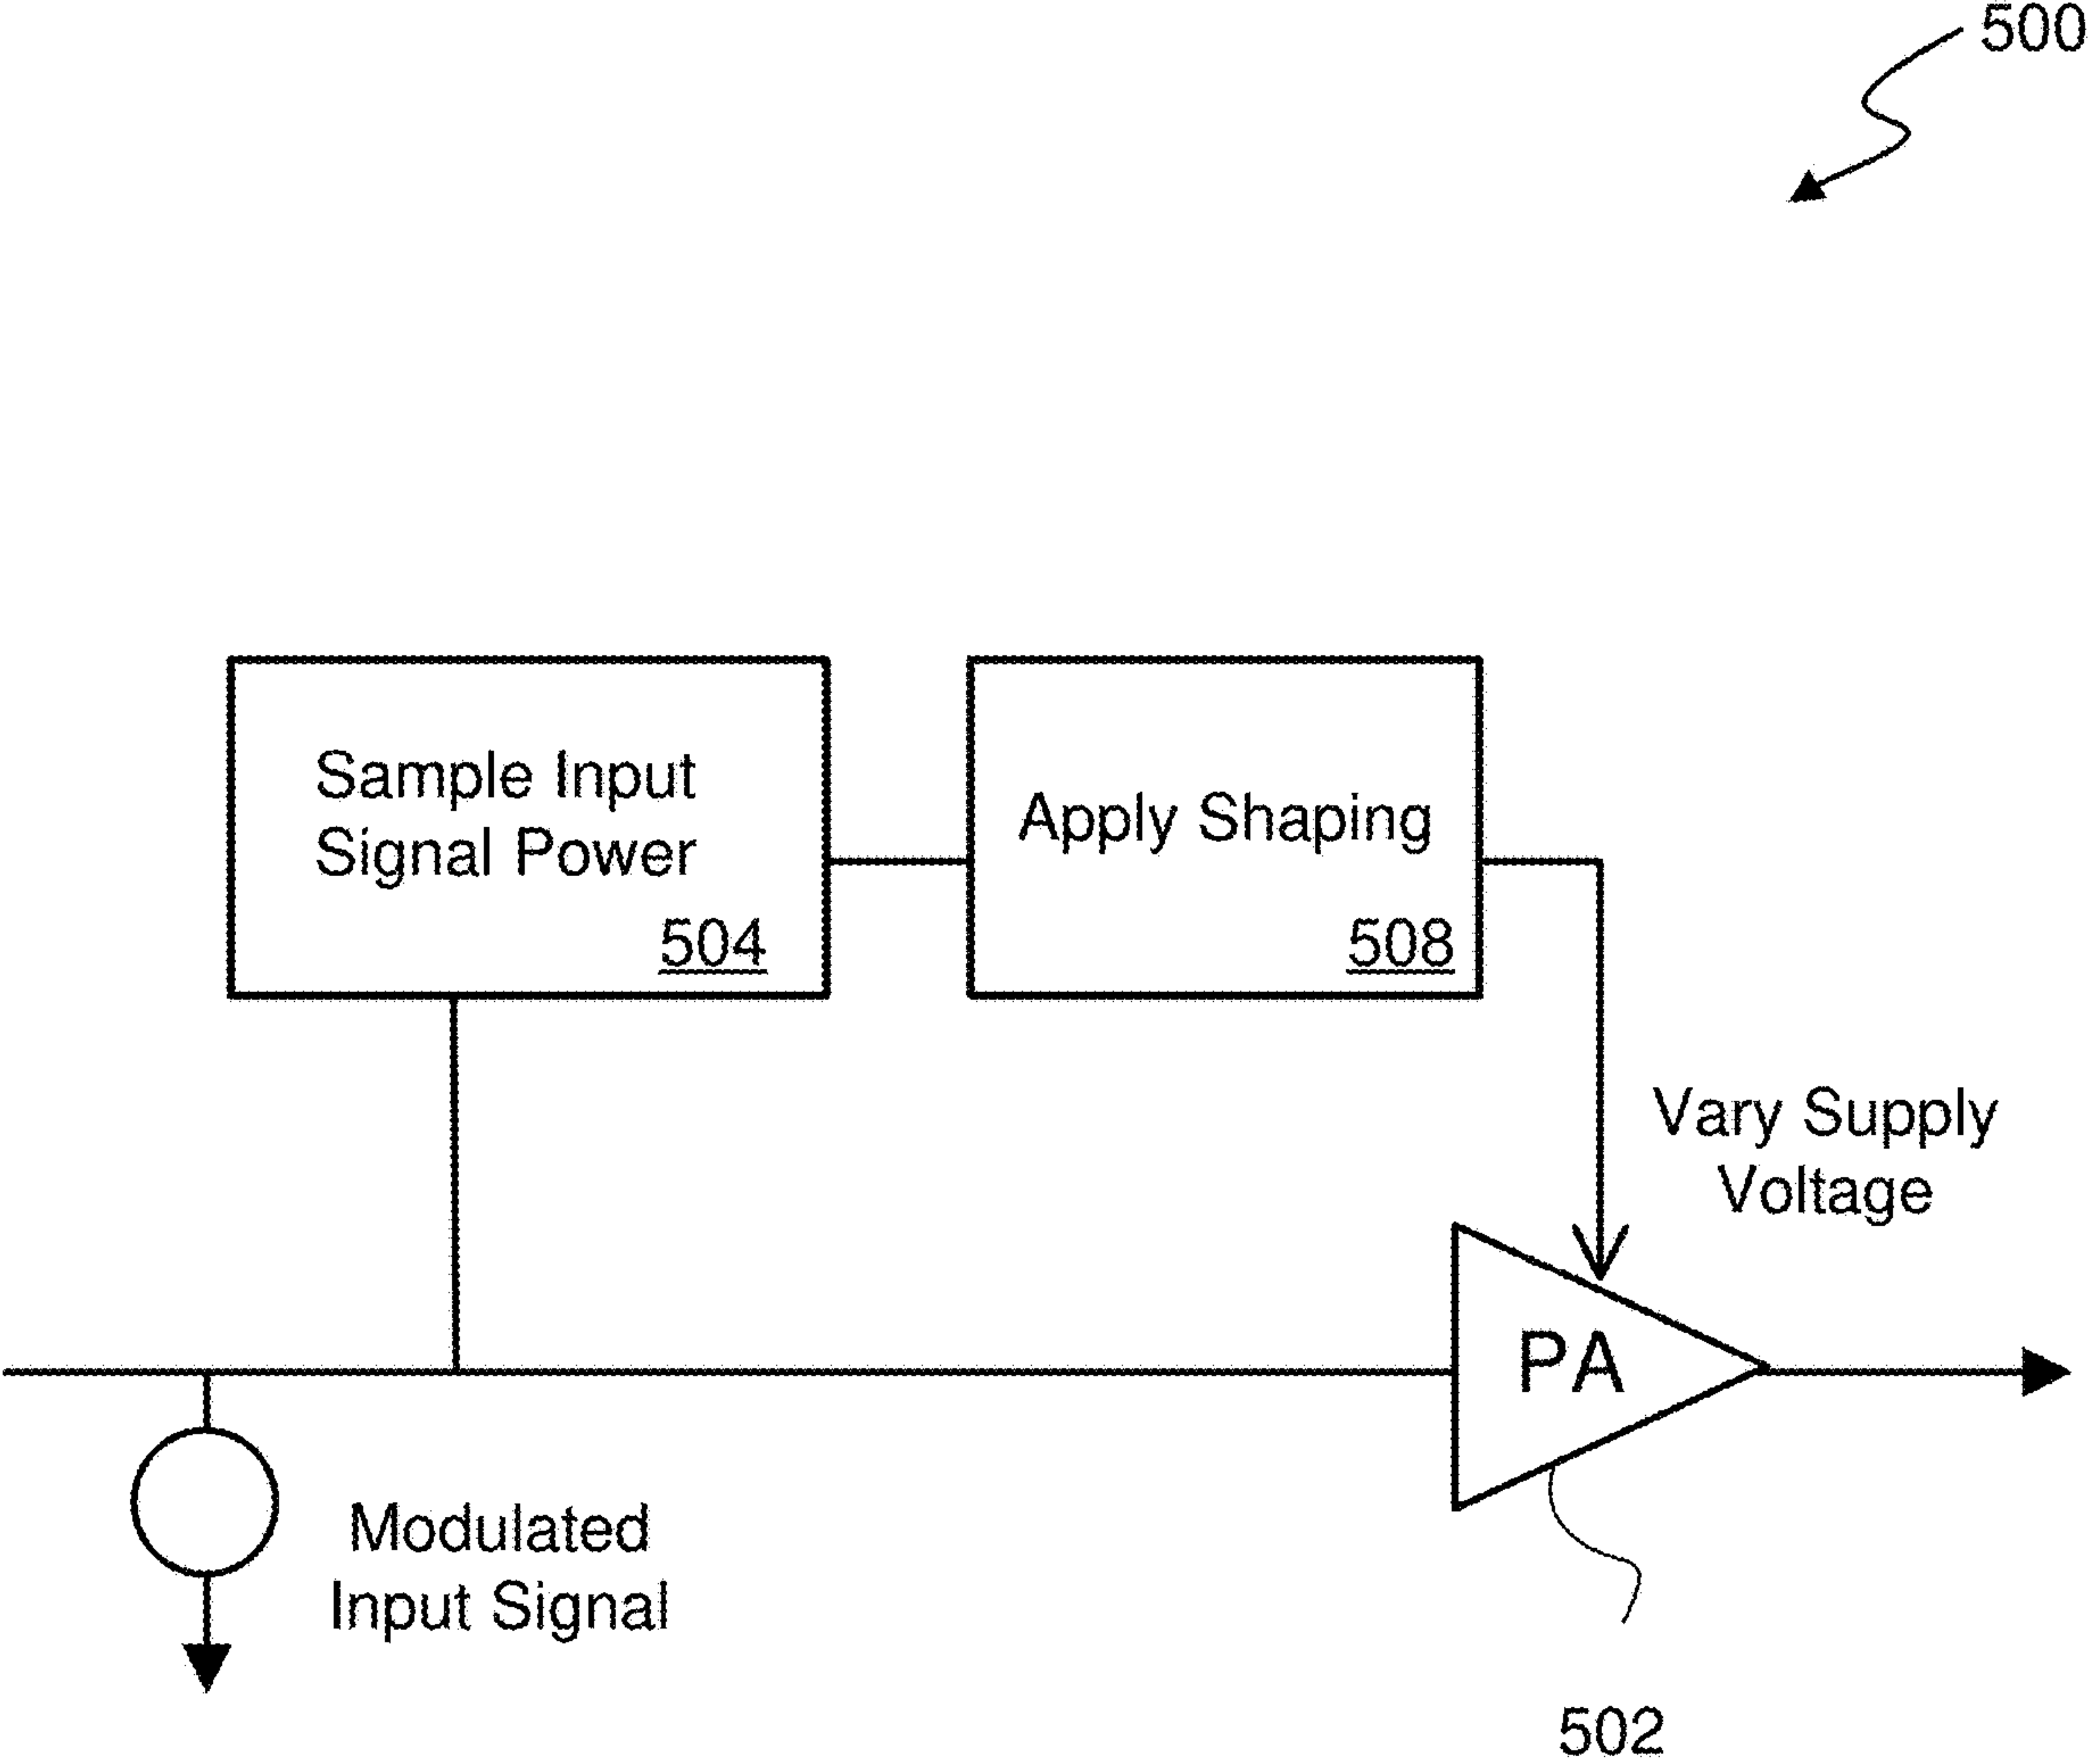 500
Sample Input
Signal Power
504
Apply Shaping
508
Vary Supply
Voltage
PA
Modulated
Input Signal
502